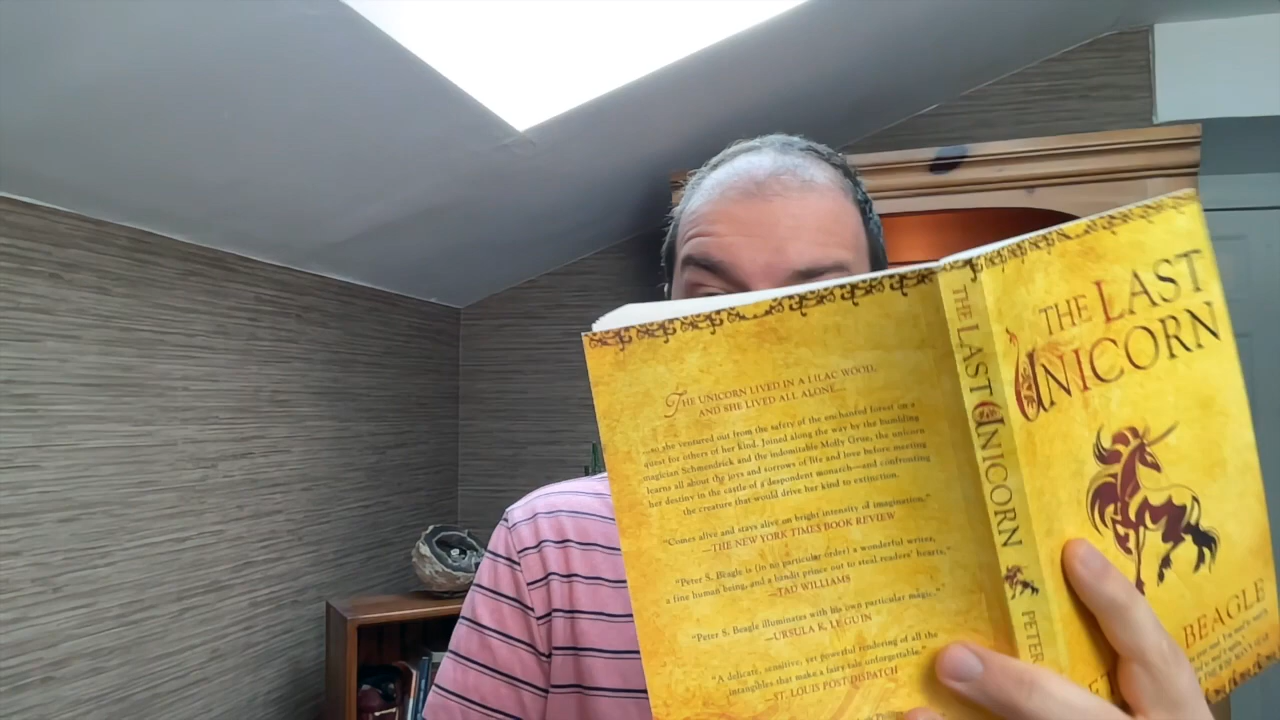 THE UNICORN LIVED IN A LILAC WOOD,
AND SHE LIVED ALL ALONE...
...so she ventured out from the safety of the enchanted forest on a
quest for others of her kind. Joined along the way by the bumbling
magician Schmendrick and the indomitable Molly Grue, the unicorn
learns all about the joys and sorrows of life and love before meeting
her destiny in the castle of a despondent monarch—and confronting
the creature that would drive her kind to extinction.
"Comes alive and stays alive on bright intensity of imagination."
—THE NEW YORK TIMES BOOK REVIEW
"Peter S. Beagle is (in no particular order) a wonderful writer,
a fine human being, and a bandit prince out to steal readers' hearts."
—TAD WILLIAMS
"Peter S. Beagle illuminates with his own particular magic."
—URSULA K. LE GUIN
"A delicate, sensitive, yet powerful rendering of all the
intangibles that make a fairy tale unforgettable."
—ST. LOUIS POST DISPATCH
THE LAST UNICORN
PETER
THE LAST
UNICORN
BEAGLE